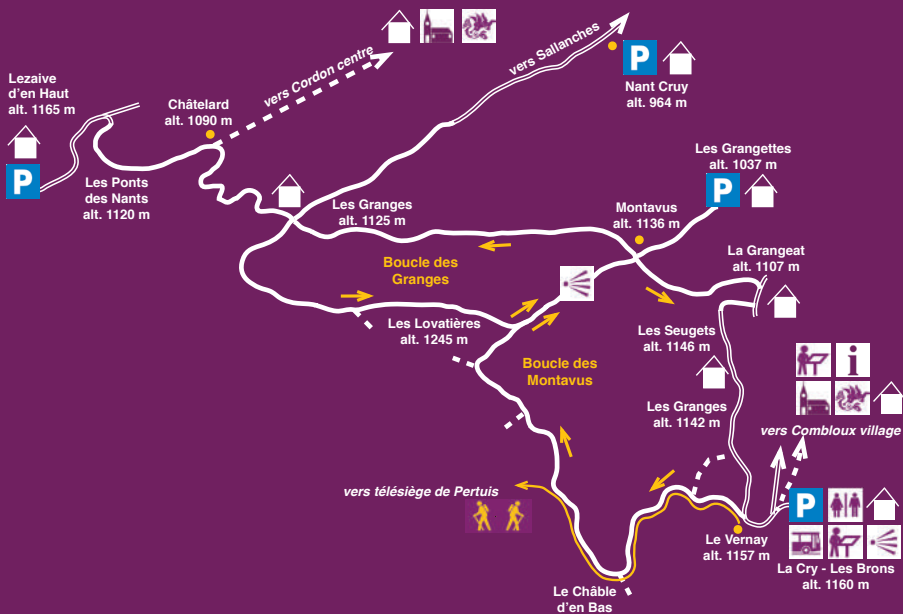 Lezaive
d'en Haut
alt. 1165 m
P
Châtelard
alt. 1090 m
vers Cordon centre
vers Sallanches
P
Nant Cruy
alt. 964 m
Les Ponts
des Nants
alt. 1120 m
Les Granges
alt. 1125 m
Les Grangettes
alt. 1037 m
P
Montavus
alt. 1136 m
La Grangeat
alt. 1107 m
Boucle des
Granges
Les Lovatières
alt. 1245 m
Les Seugets
alt. 1146 m
Boucle des
Montavus
i
Les Granges
alt. 1142 m
vers Combloux village
vers télésiège de Pertuis
P
Le Vernay
alt. 1157 m
La Cry - Les Brons
alt. 1160 m
Le Châble
d'en Bas